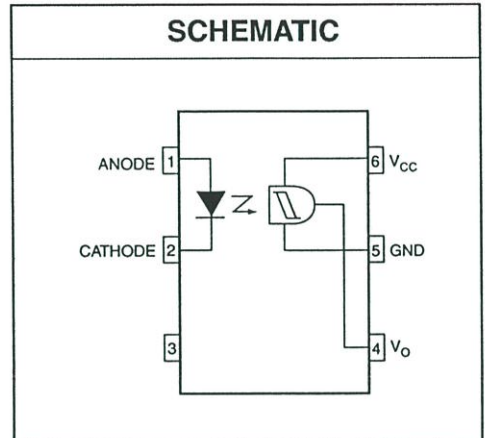 SCHEMATIC
ANODE 1
6 VCC
CATHODE 2
5 GND
3
4 VO